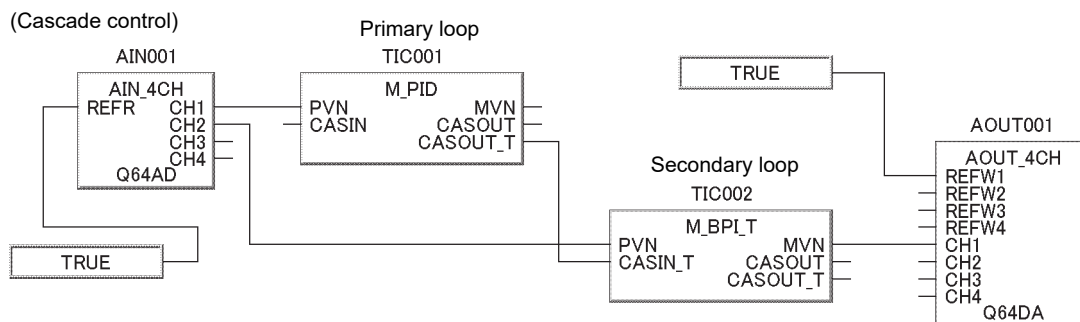 (Cascade control)
Primary loop
AIN001
TIC001
AIN_4CH
REFR CH1
CH2
CH3
CH4
Q64AD
TRUE
M_PID
PVN MVN
CASIN CASOUT
CASOUT_T
TRUE
Secondary loop
TIC002
M_BPI_T
PVN MVN
CASIN_T CASOUT
CASOUT_T
AOUT001
AOUT_4CH
REFW1
REFW2
REFW3
REFW4
CH1
CH2
CH3
CH4
Q64DA